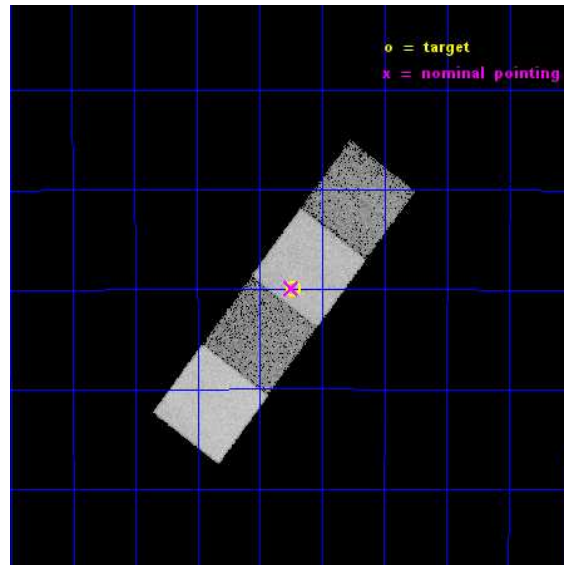 o = target
x = nominal pointing